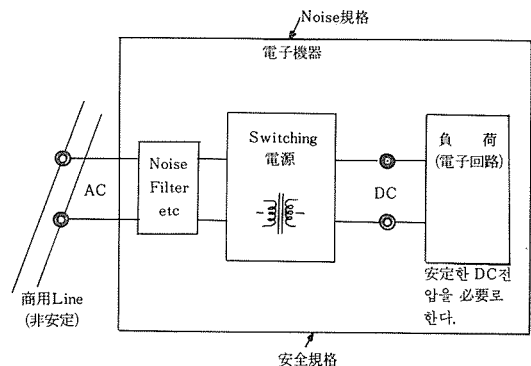 Noise規格
電子機器
Switching
電源
負荷
(電子回路)
Noise
Filter
etc
AC
DC
商用Line
(非安定)
安定한 DC전
압을 必要로
한다.
安全規格